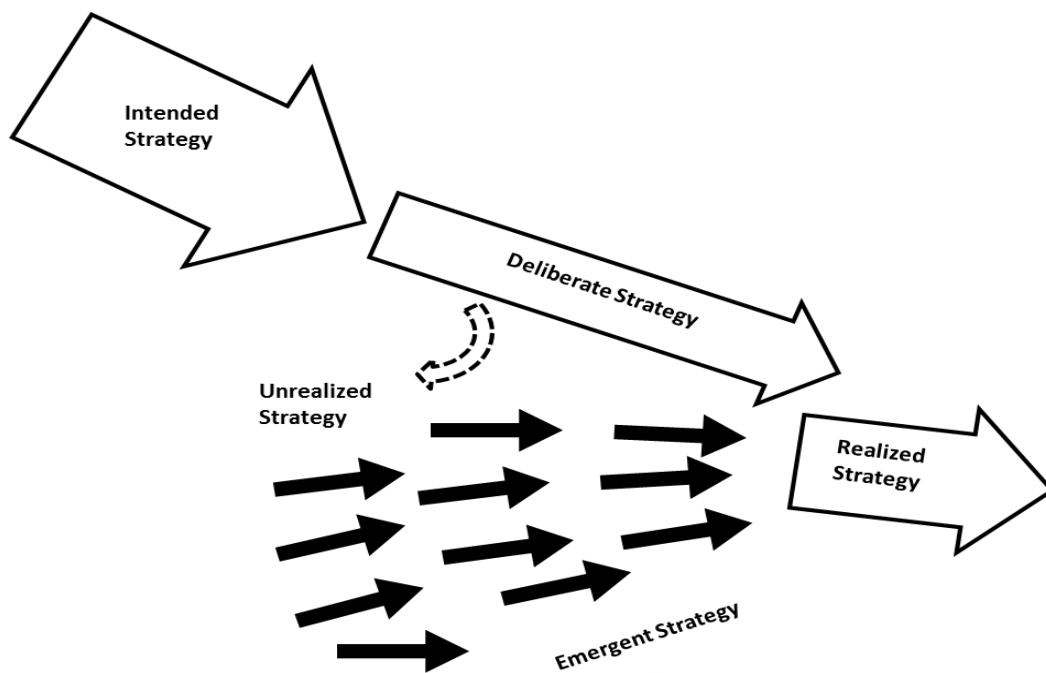 Intended
Strategy
Deliberate Strategy
Unrealized
Strategy
Realized
Strategy
Emergent Strategy